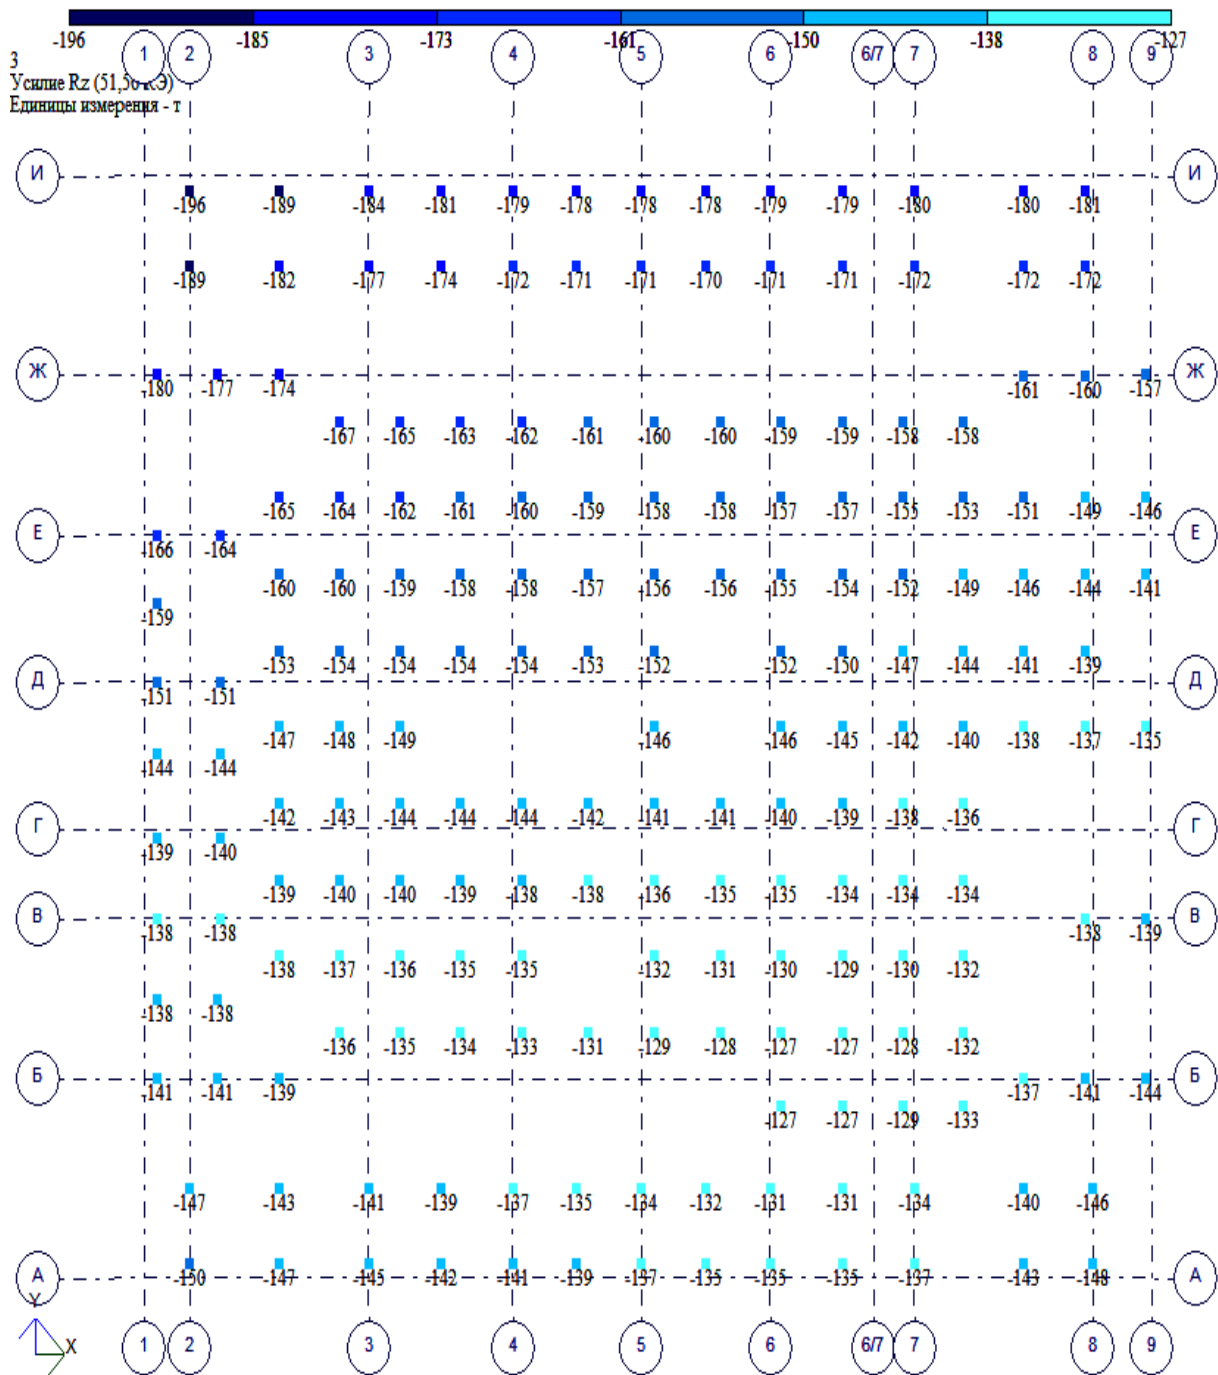 -196 -185 -173 -161 -150 -138 -127
1 2 3 4 5 6 6/7 7 8 9
3
Усилие Rz (51,56 КЭ)
Единицы измерения - т
И И
-196 -189 -184 -181 -179 -178 -178 -178 -179 -179 -180 -180 -181
-189 -182 -177 -174 -172 -171 -171 -170 -171 -171 -172 -172 -172
Ж Ж
-180 -177 -174 -161 -160 -157
-167 -165 -163 -162 -161 -160 -160 -159 -159 -158 -158
-165 -164 -162 -161 -160 -159 -158 -158 -157 -157 -155 -153 -151 -149 -146
Е Е
-166 -164
-160 -160 -159 -158 -158 -157 -156 -156 -155 -154 -152 -149 -146 -144 -141
-159
-153 -154 -154 -154 -154 -153 -152 -152 -150 -147 -144 -141 -139
Д Д
-151 -151
-147 -148 -149 -146 -146 -145 -142 -140 -138 -137 -135
-144 -144
-142 -143 -144 -144 -144 -142 -141 -141 -140 -139 -138 -136
Г Г
-139 -140
-139 -140 -140 -139 -138 -138 -136 -135 -135 -134 -134 -134
В В
-138 -138 -138 -139
-138 -137 -136 -135 -135 -132 -131 -130 -129 -130 -132
-138 -138
-136 -135 -134 -133 -131 -129 -128 -127 -127 -128 -132
Б Б
-141 -141 -139 -137 -141 -144
-127 -127 -129 -133
-147 -143 -141 -139 -137 -135 -134 -132 -131 -131 -134 -140 -146
А А
-150 -147 -145 -142 -141 -139 -137 -135 -135 -135 -137 -143 -148
Y
X
1 2 3 4 5 6 6/7 7 8 9